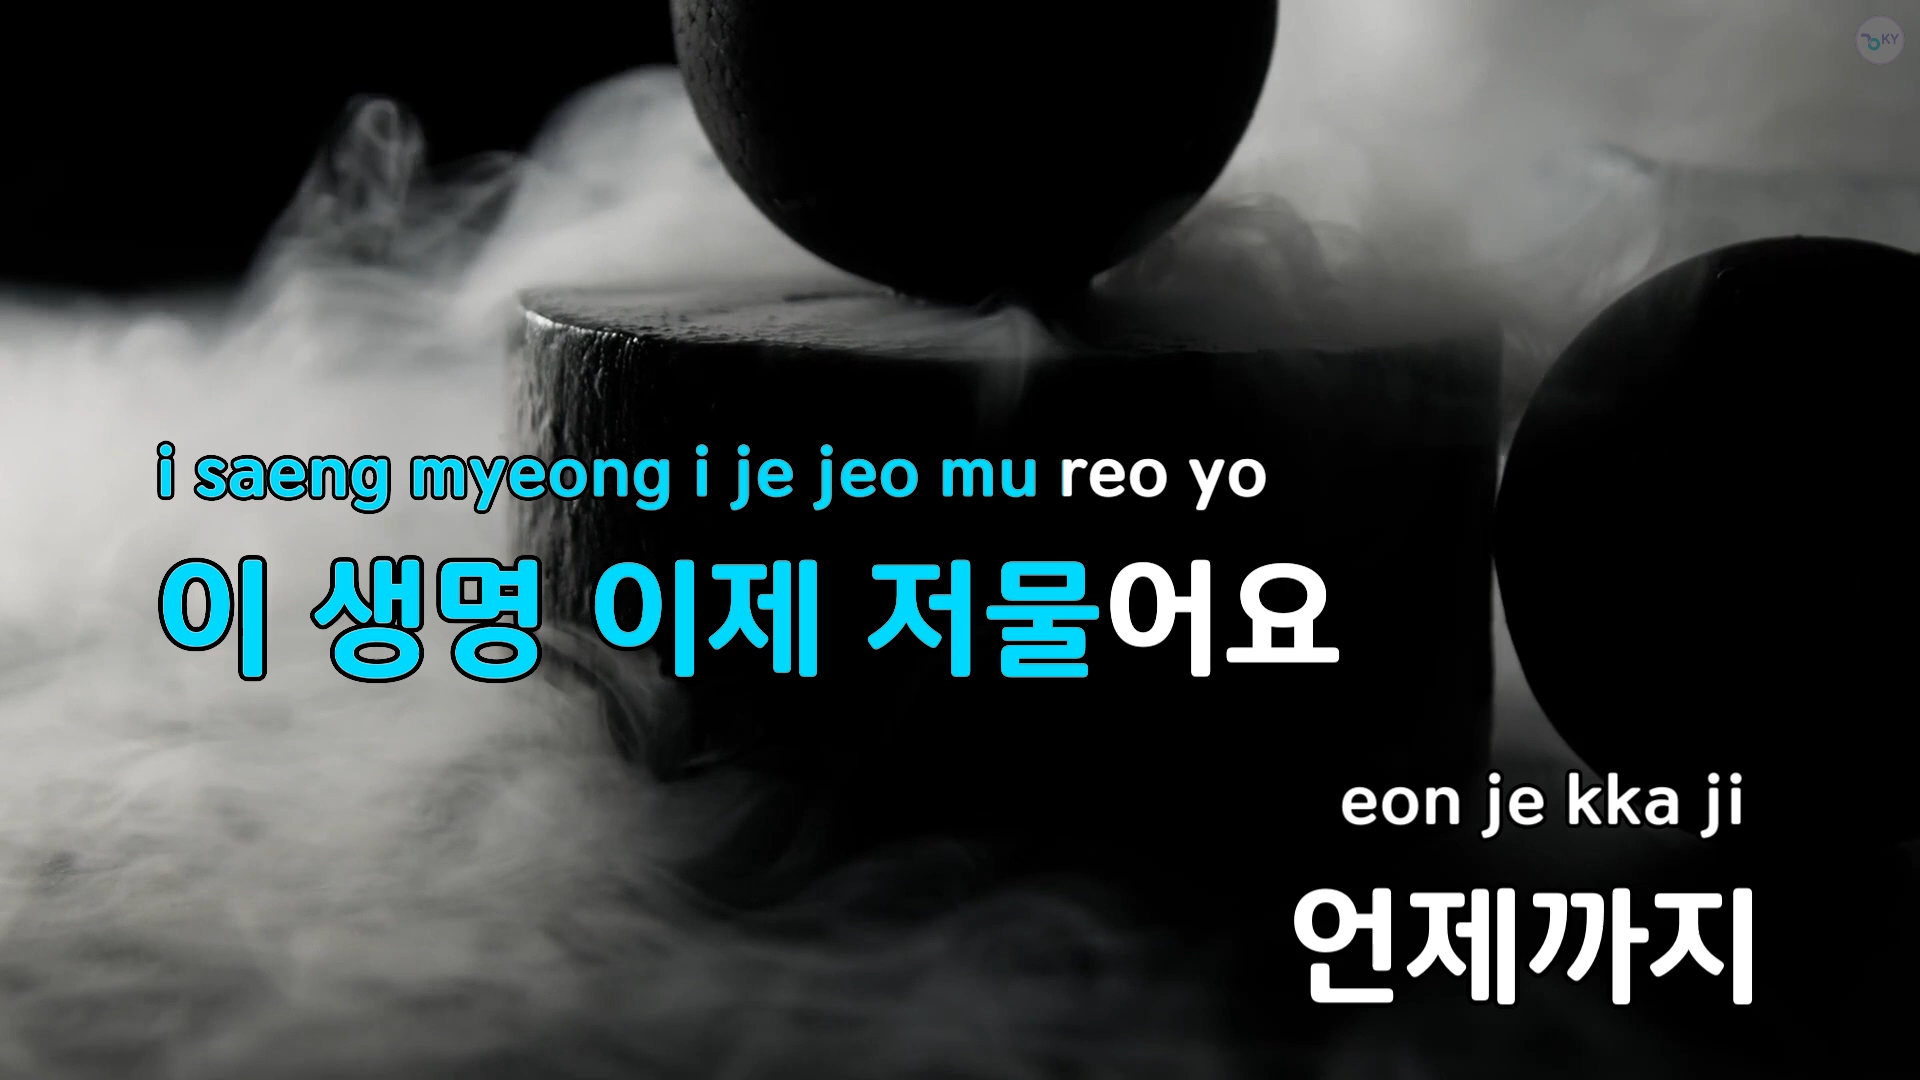 KY
i saeng myeong i je jeo mu reo yo
이 생명 이제 저물어요
eon je kka ji
언제까지